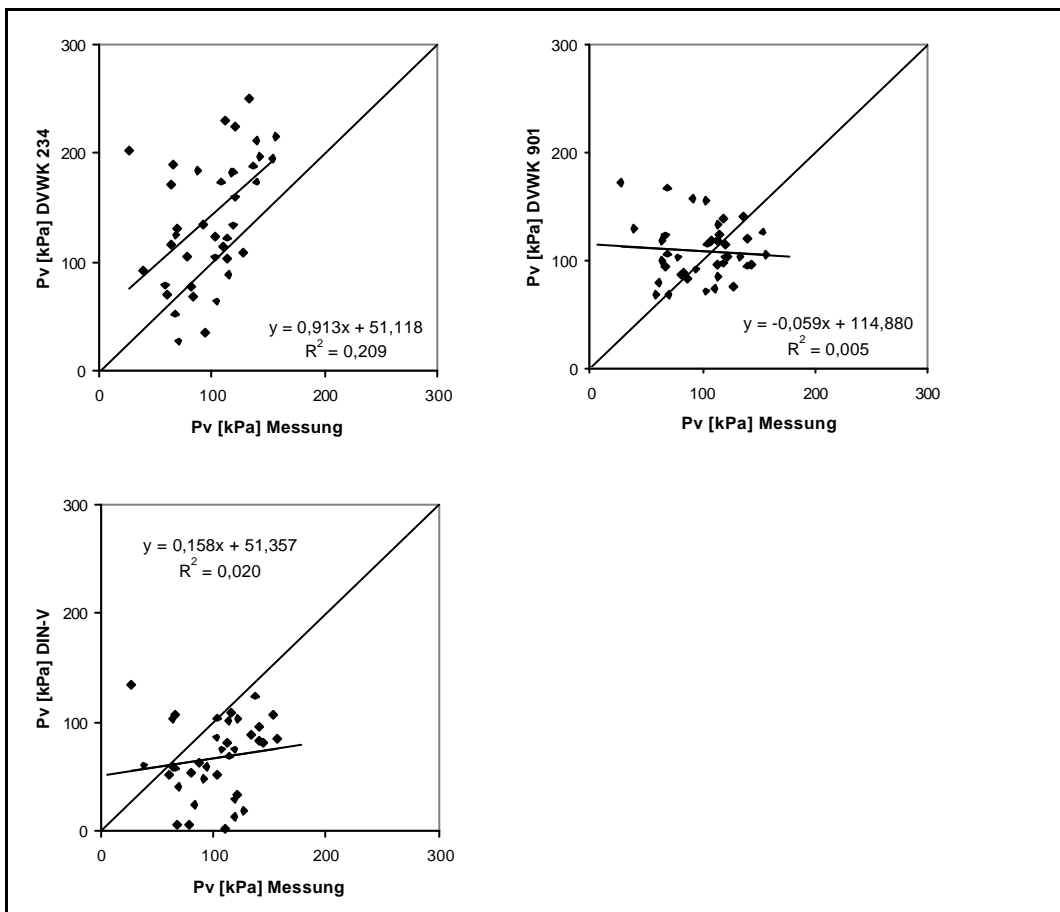 300
200
100
0
Pv [kPa] DVWK 234
y = 0,913x + 51,118
R² = 0,209
0 100 200 300
Pv [kPa] Messung
300
200
100
0
Pv [kPa] DVWK 901
y = -0,059x + 114,880
R² = 0,005
0 100 200 300
Pv [kPa] Messung
300
200
100
0
Pv [kPa] DIN-V
y = 0,158x + 51,357
R² = 0,020
0 100 200 300
Pv [kPa] Messung